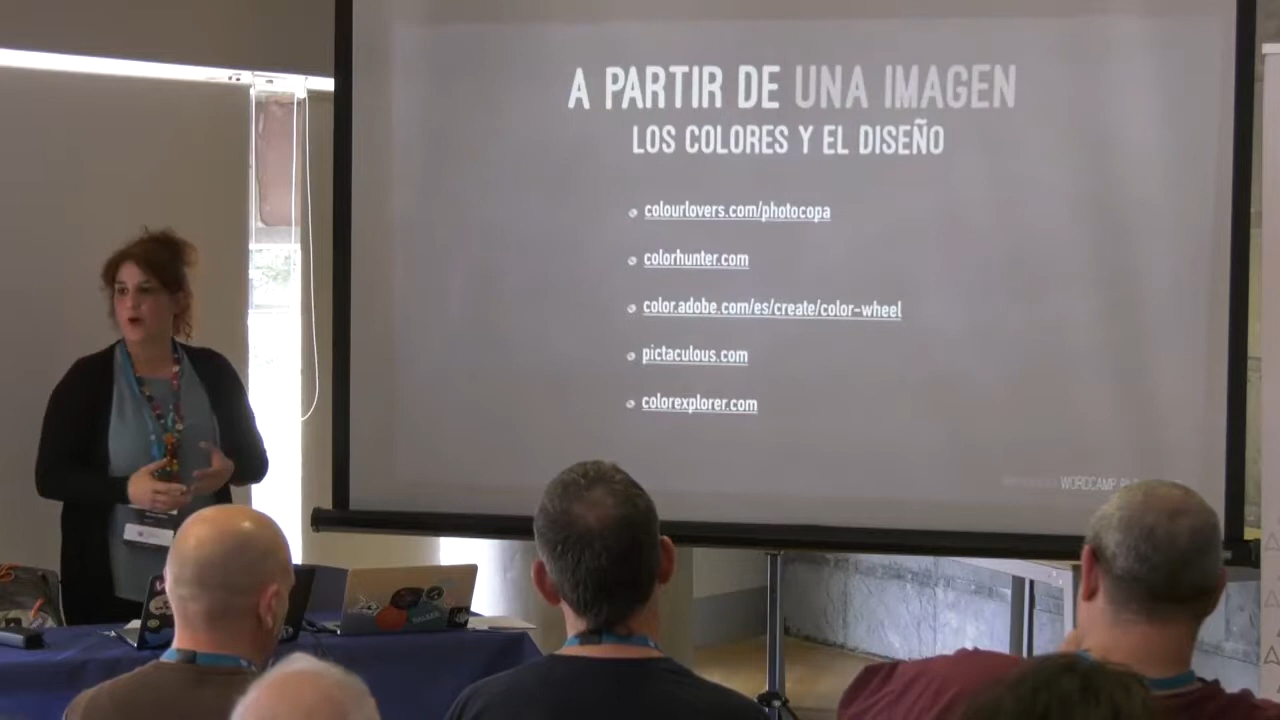 A PARTIR DE UNA IMAGEN
LOS COLORES Y EL DISEÑO
colourlovers.com/photocopa
colorhunter.com
color.adobe.com/es/create/color-wheel
pictaculous.com
colorexplorer.com
WORDCAMP